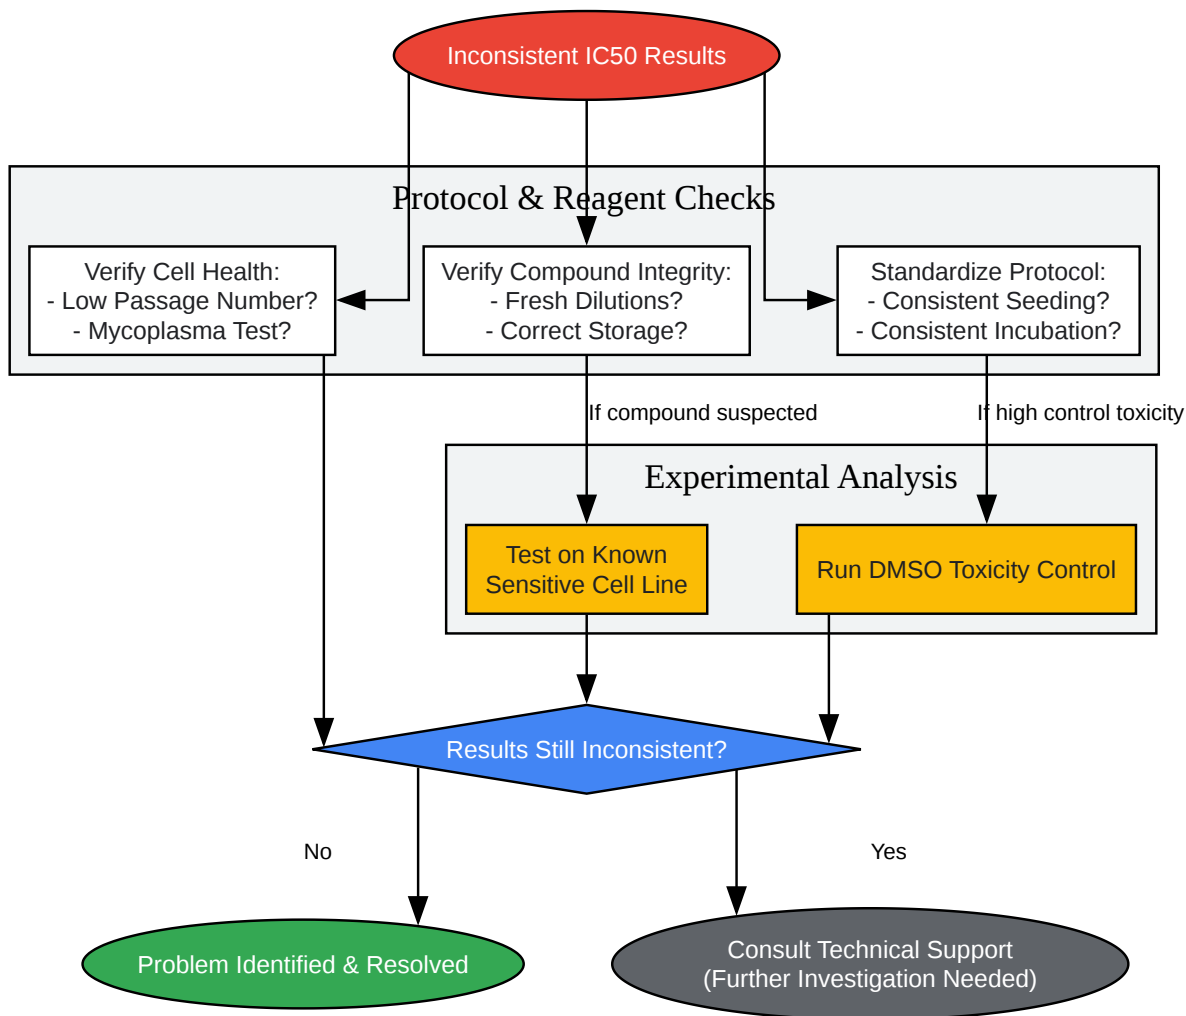 Inconsistent IC50 Results
Protocol & Reagent Checks
Verify Cell Health:
- Low Passage Number?
- Mycoplasma Test?
Verify Compound Integrity:
- Fresh Dilutions?
- Correct Storage?
Standardize Protocol:
- Consistent Seeding?
- Consistent Incubation?
If compound suspected
If high control toxicity
Experimental Analysis
Test on Known
Sensitive Cell Line
Run DMSO Toxicity Control
Results Still Inconsistent?
No
Yes
Problem Identified & Resolved
Consult Technical Support
(Further Investigation Needed)